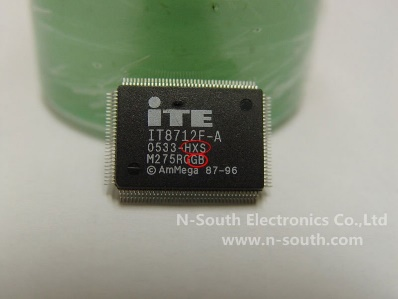 iTE
IT8712F-A
0533-HXS
M275RGGB
© AmMega 87-96
N-South Electronics Co.,Ltd
www.n-south.com